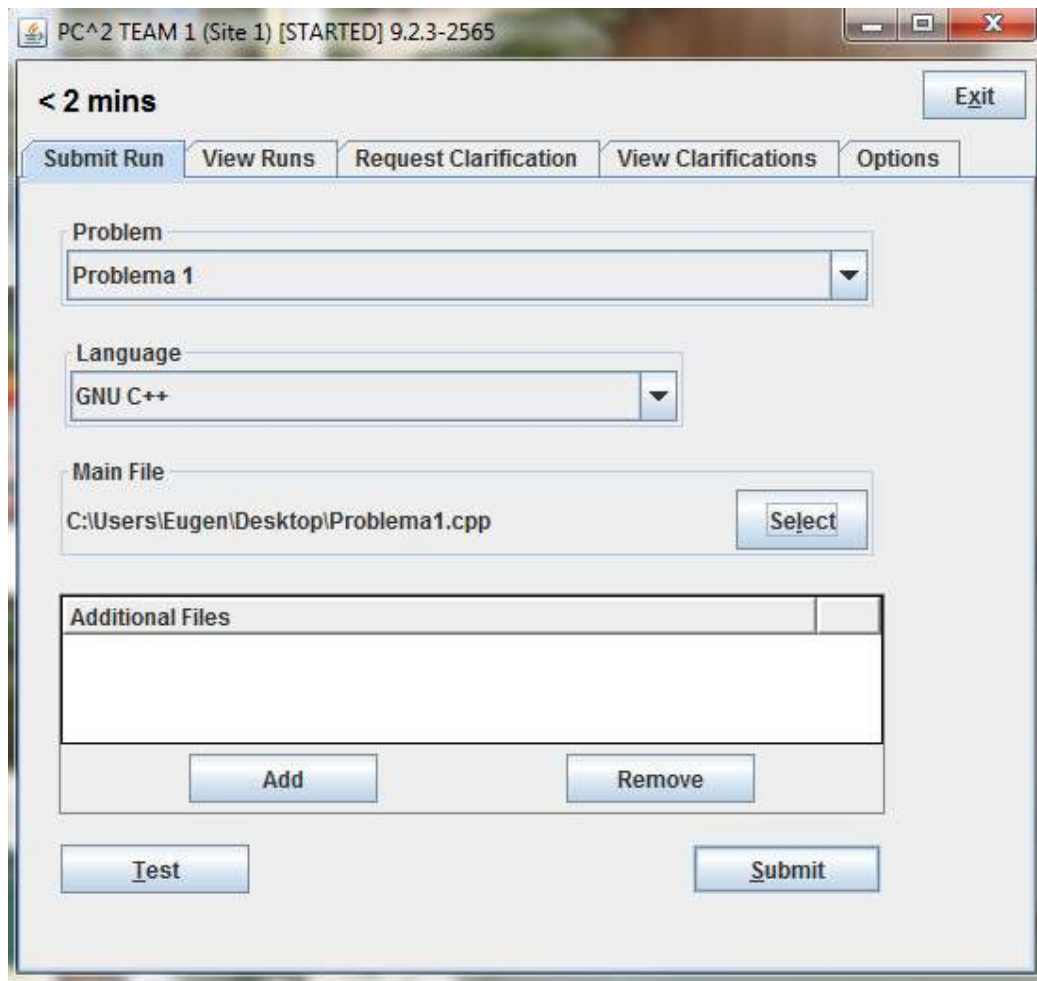 PC^2 TEAM 1 (Site 1) [STARTED] 9.2.3-2565
< 2 mins
Exit
Submit Run View Runs Request Clarification View Clarifications Options
Problem
Problema 1
Language
GNU C++
Main File
C:\Users\Eugen\Desktop\Problema1.cpp
Select
Additional Files
Add Remove
Test Submit